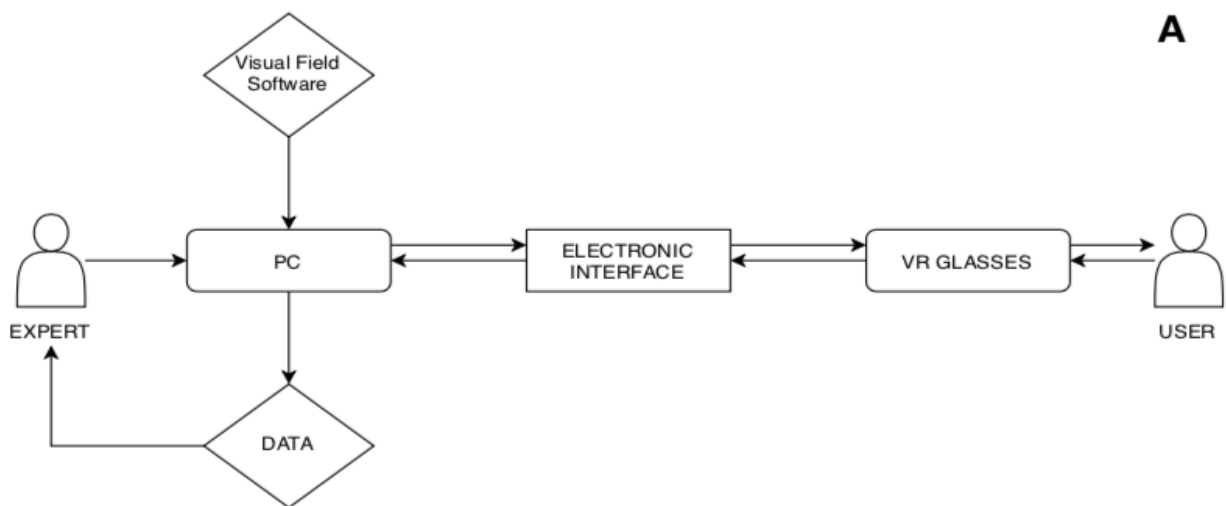 A
Visual Field
Software
PC
ELECTRONIC
INTERFACE
VR GLASSES
EXPERT
USER
DATA